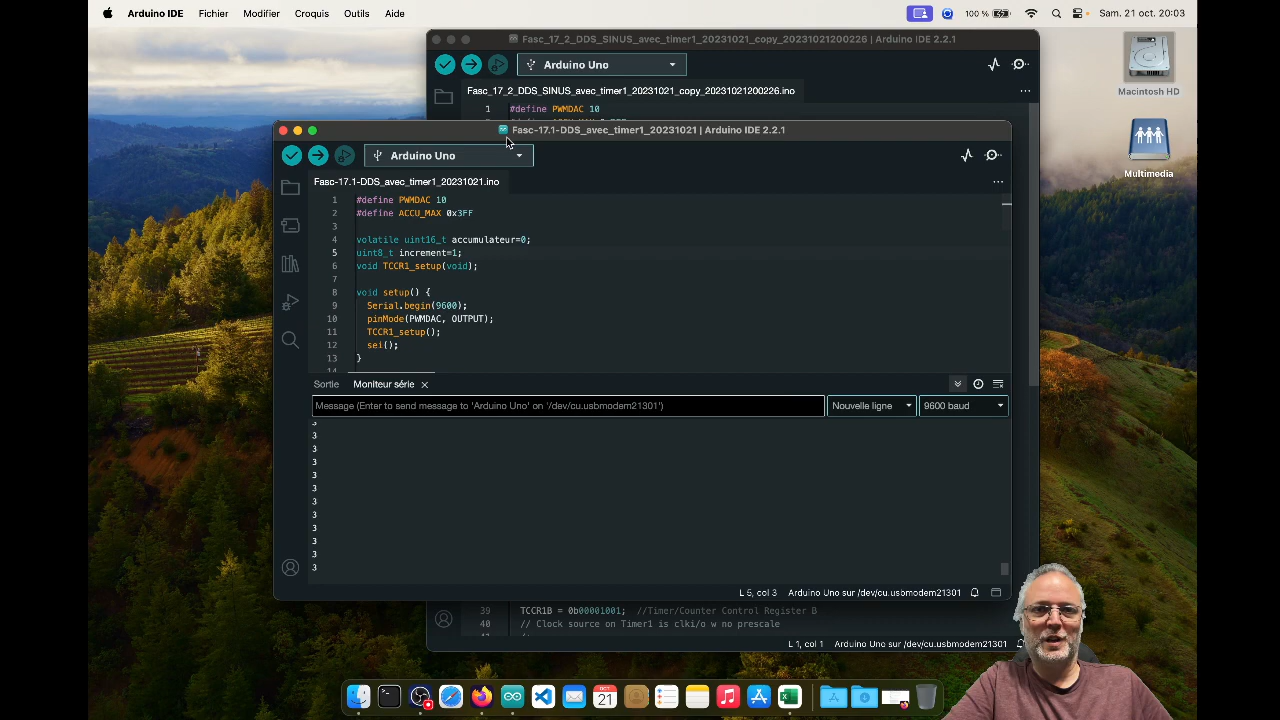 Arduino IDE Fichier Modifier Croquis Outils Aide 100 % Sam. 21 oct. 20:03
Fasc_17_2_DDS_SINUS_avec_timer1_20231021_copy_20231021200226 | Arduino IDE 2.2.1
Arduino Uno
Fasc_17_2_DDS_SINUS_avec_timer1_20231021_copy_20231021200226.ino
1 #define PWMDAC 10
Macintosh HD
Multimedia
Fasc-17.1-DDS_avec_timer1_20231021 | Arduino IDE 2.2.1
Arduino Uno
Fasc-17.1-DDS_avec_timer1_20231021.ino
1 #define PWMDAC 10
2 #define ACCU_MAX 0x3FF
3
4 volatile uint16_t accumulateur=0;
5 uint8_t increment=1;
6 void TCCR1_setup(void);
7
8 void setup() {
9 Serial.begin(9600);
10 pinMode(PWMDAC, OUTPUT);
11 TCCR1_setup();
12 sei();
13 }
Sortie Moniteur série
Message (Enter to send message to 'Arduino Uno' on '/dev/cu.usbmodem21301') Nouvelle ligne 9600 baud
3
3
3
3
3
3
3
3
3
3
3
3
L 5, col 3 Arduino Uno sur /dev/cu.usbmodem21301
39 TCCR1B = 0b00001001; //Timer/Counter Control Register B
40 // Clock source on Timer1 is clki/o w no prescale
L 1, col 1 Arduino Uno sur /dev/cu.usbmodem21301
OCT
21